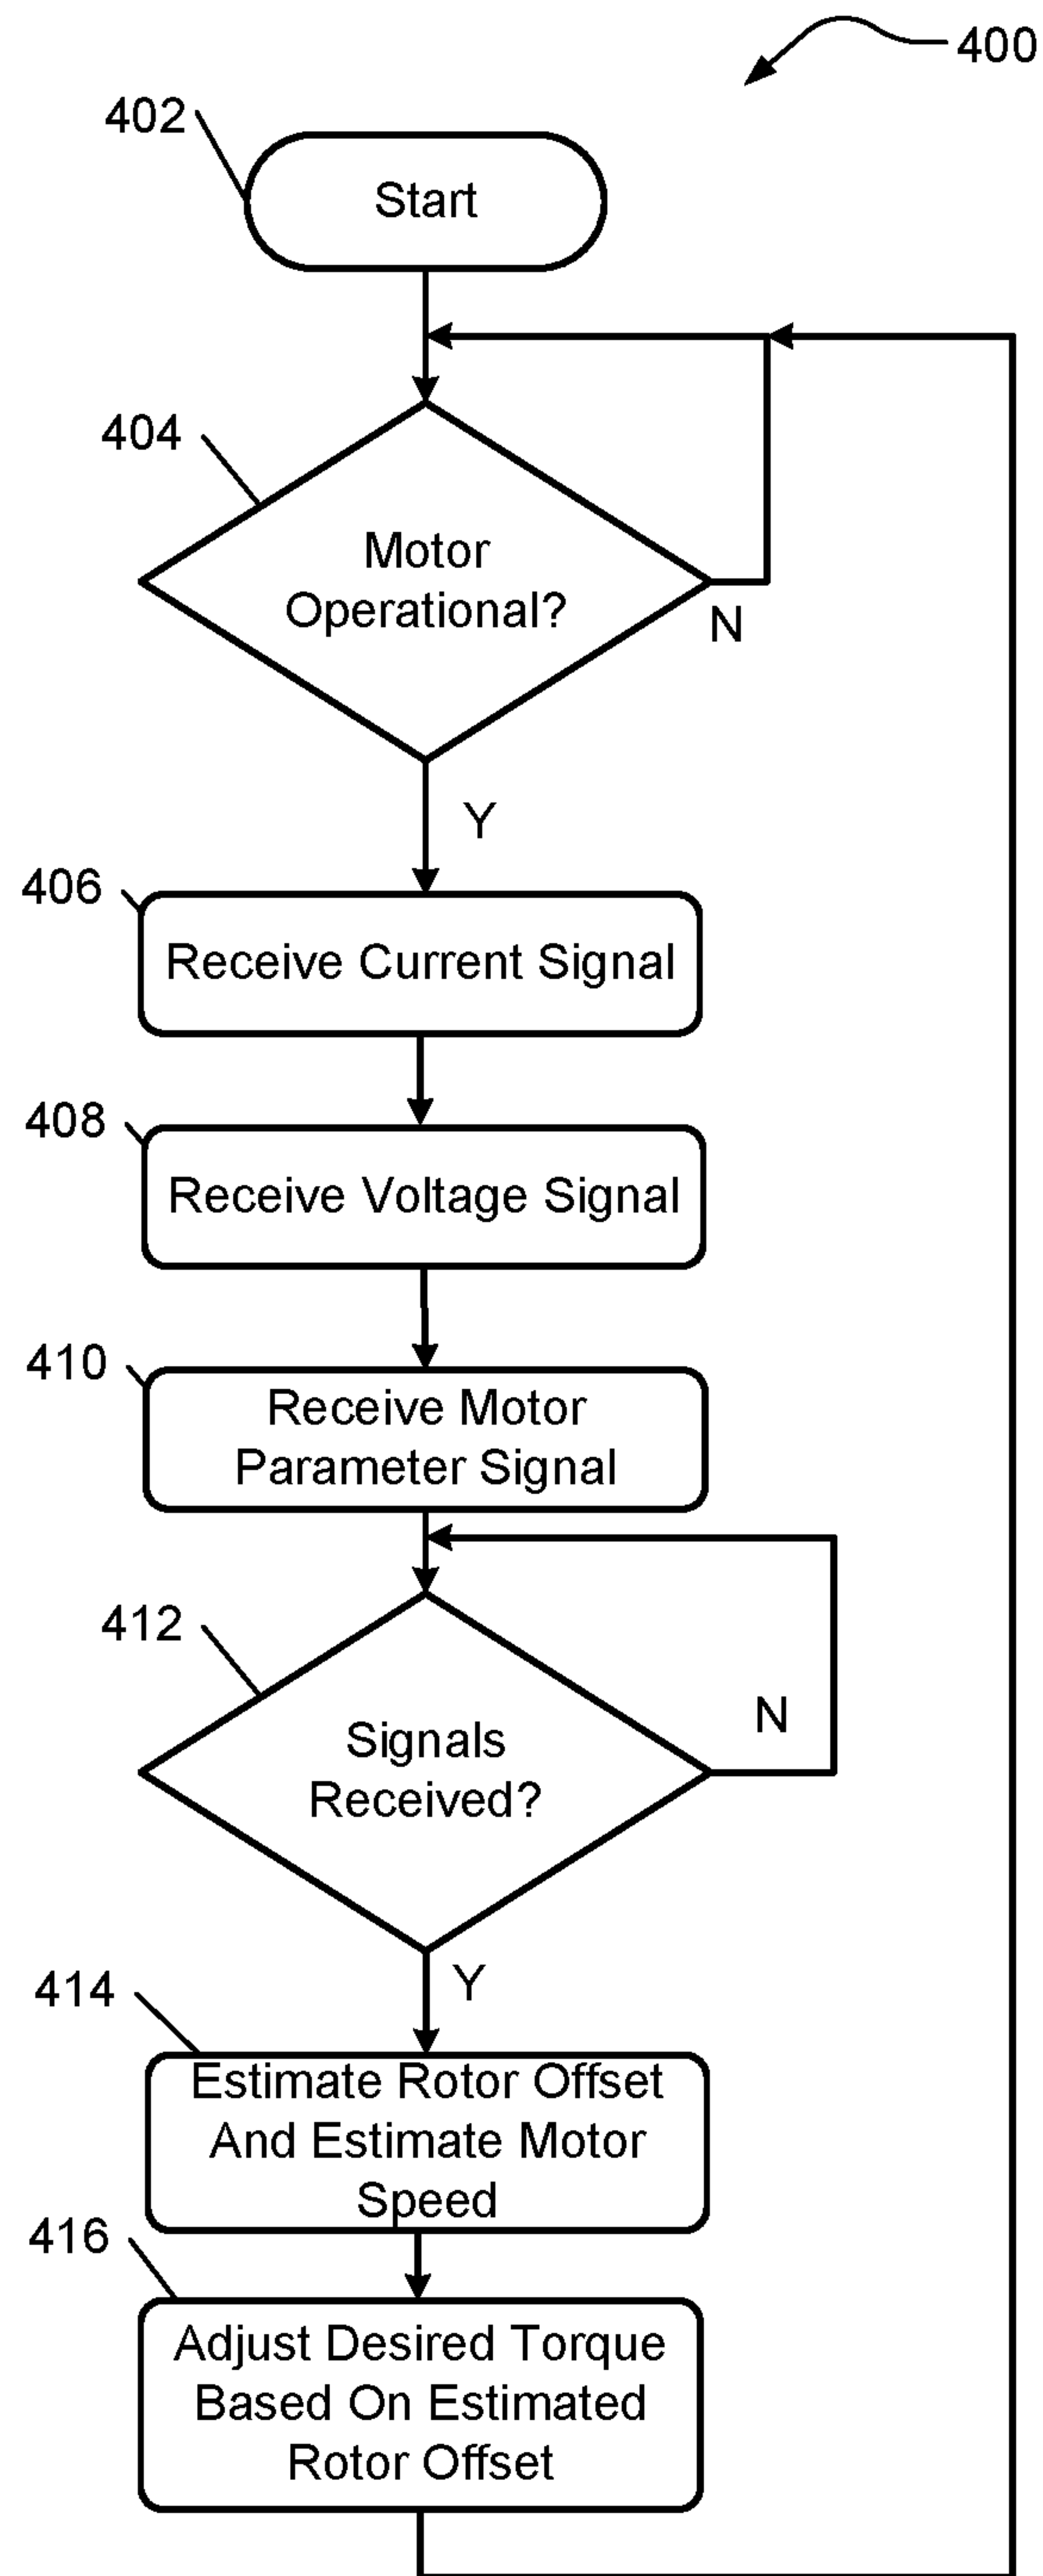 400
402
Start
404
Motor
Operational?
N
Y
406
Receive Current Signal
408
Receive Voltage Signal
410
Receive Motor
Parameter Signal
412
Signals
Received?
N
Y
414
Estimate Rotor Offset
And Estimate Motor
Speed
416
Adjust Desired Torque
Based On Estimated
Rotor Offset